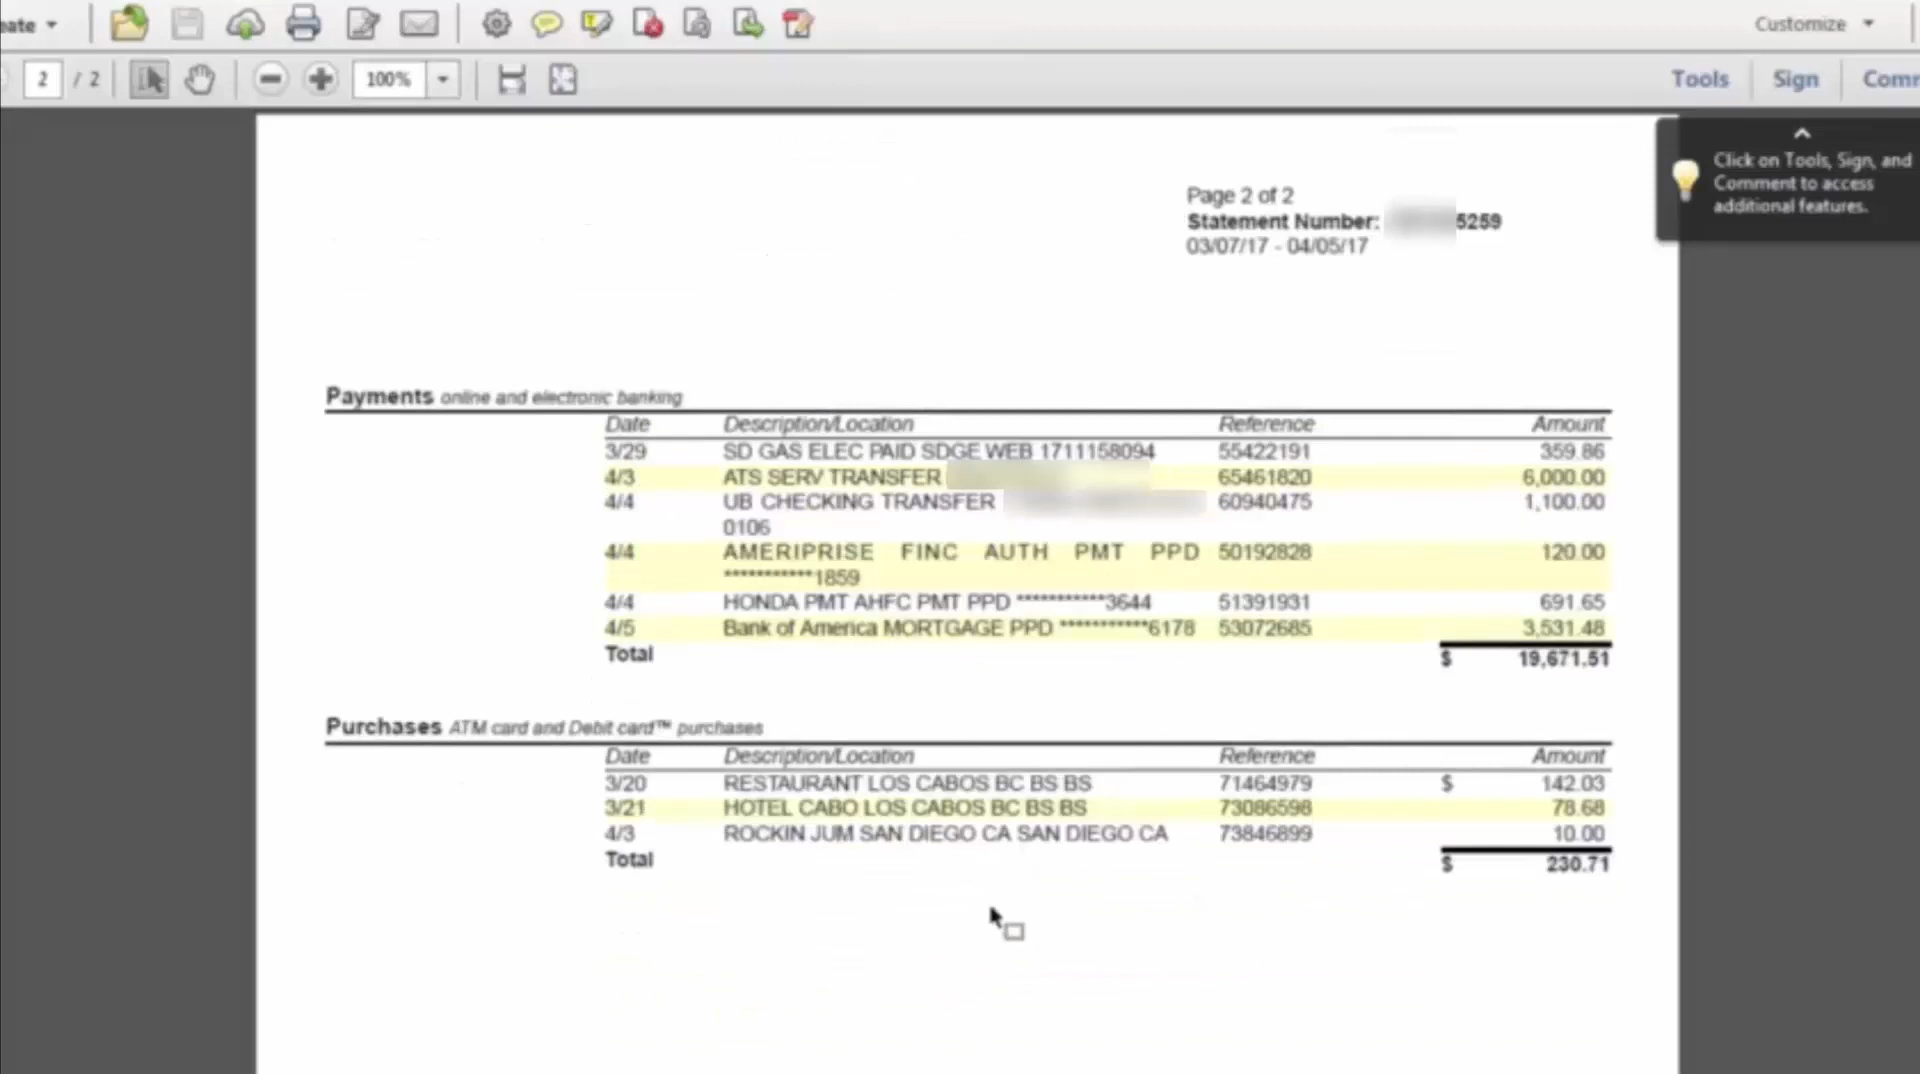 Customize
2 / 2
100%
Tools
Sign
Click on Tools, Sign, and
Comment to access
additional features.
Page 2 of 2
Statement Number: 5259
03/07/17 - 04/05/17
Payments online and electronic banking
Date Description/Location Reference Amount
3/29 SD GAS ELEC PAID SDGE WEB 1711158094 55422191 359.86
4/3 ATS SERV TRANSFER 65461820 6,000.00
4/4 UB CHECKING TRANSFER 60940475 1,100.00
0106
4/4 AMERIPRISE FINC AUTH PMT PPD 50192828 120.00
***********1859
4/4 HONDA PMT AHFC PMT PPD ***********3644 51391931 691.65
4/5 Bank of America MORTGAGE PPD ***********6178 53072685 3,531.48
Total $ 19,671.51
Purchases ATM card and Debit card™ purchases
Date Description/Location Reference Amount
3/20 RESTAURANT LOS CABOS BC BS BS 71464979 $ 142.03
3/21 HOTEL CABO LOS CABOS BC BS BS 73086598 78.68
4/3 ROCKIN JUM SAN DIEGO CA SAN DIEGO CA 73846899 10.00
Total $ 230.71